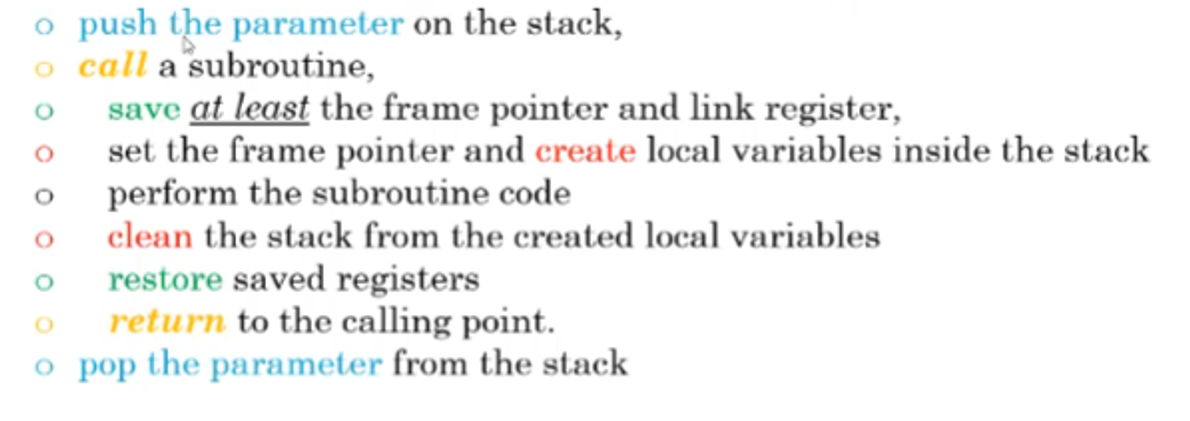 push the parameter on the stack,
call a subroutine,
save at least the frame pointer and link register,
set the frame pointer and create local variables inside the stack
perform the subroutine code
clean the stack from the created local variables
restore saved registers
return to the calling point.
pop the parameter from the stack